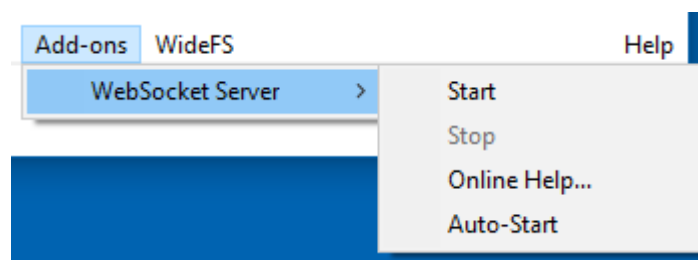 Add-ons WideFS Help
WebSocket Server > Start
Stop
Online Help...
Auto-Start